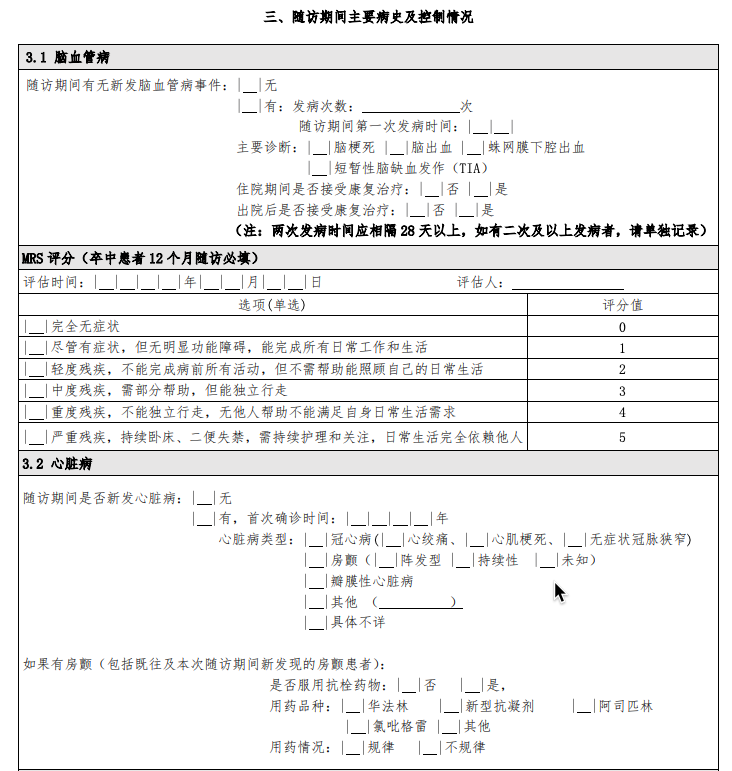 三、随访期间主要病史及控制情况
3.1 脑血管病
随访期间有无新发脑血管病事件：|__|无
|__|有：发病次数：____________次
随访期间第一次发病时间：|__|__|
主要诊断：|__|脑梗死 |__|脑出血 |__|蛛网膜下腔出血
|__|短暂性脑缺血发作（TIA）
住院期间是否接受康复治疗：|__|否 |__|是
出院后是否接受康复治疗：|__|否 |__|是
（注：两次发病时间应相隔 28 天以上，如有二次及以上发病者，请单独记录）
MRS 评分（卒中患者 12 个月随访必填）
评估时间：|__|__|__|__|年|__|__|月|__|__|日 评估人：______________
选项(单选) 评分值
|__|完全无症状 0
|__|尽管有症状，但无明显功能障碍，能完成所有日常工作和生活 1
|__|轻度残疾，不能完成病前所有活动，但不需帮助能照顾自己的日常生活 2
|__|中度残疾，需部分帮助，但能独立行走 3
|__|重度残疾，不能独立行走，无他人帮助不能满足自身日常生活需求 4
|__|严重残疾，持续卧床、二便失禁，需持续护理和关注，日常生活完全依赖他人 5
3.2 心脏病
随访期间是否新发心脏病：|__|无
|__|有，首次确诊时间：|__|__|__|__|年
心脏病类型：|__|冠心病(|__|心绞痛、|__|心肌梗死、|__|无症状冠脉狭窄)
|__|房颤（|__|阵发型 |__|持续性 |__|未知）
|__|瓣膜性心脏病
|__|其他 （_________）
|__|具体不详
如果有房颤（包括既往及本次随访期间新发现的房颤患者）：
是否服用抗栓药物：|__|否 |__|是，
用药品种：|__|华法林 |__|新型抗凝剂 |__|阿司匹林
|__|氯吡格雷 |__|其他
用药情况：|__|规律 |__|不规律